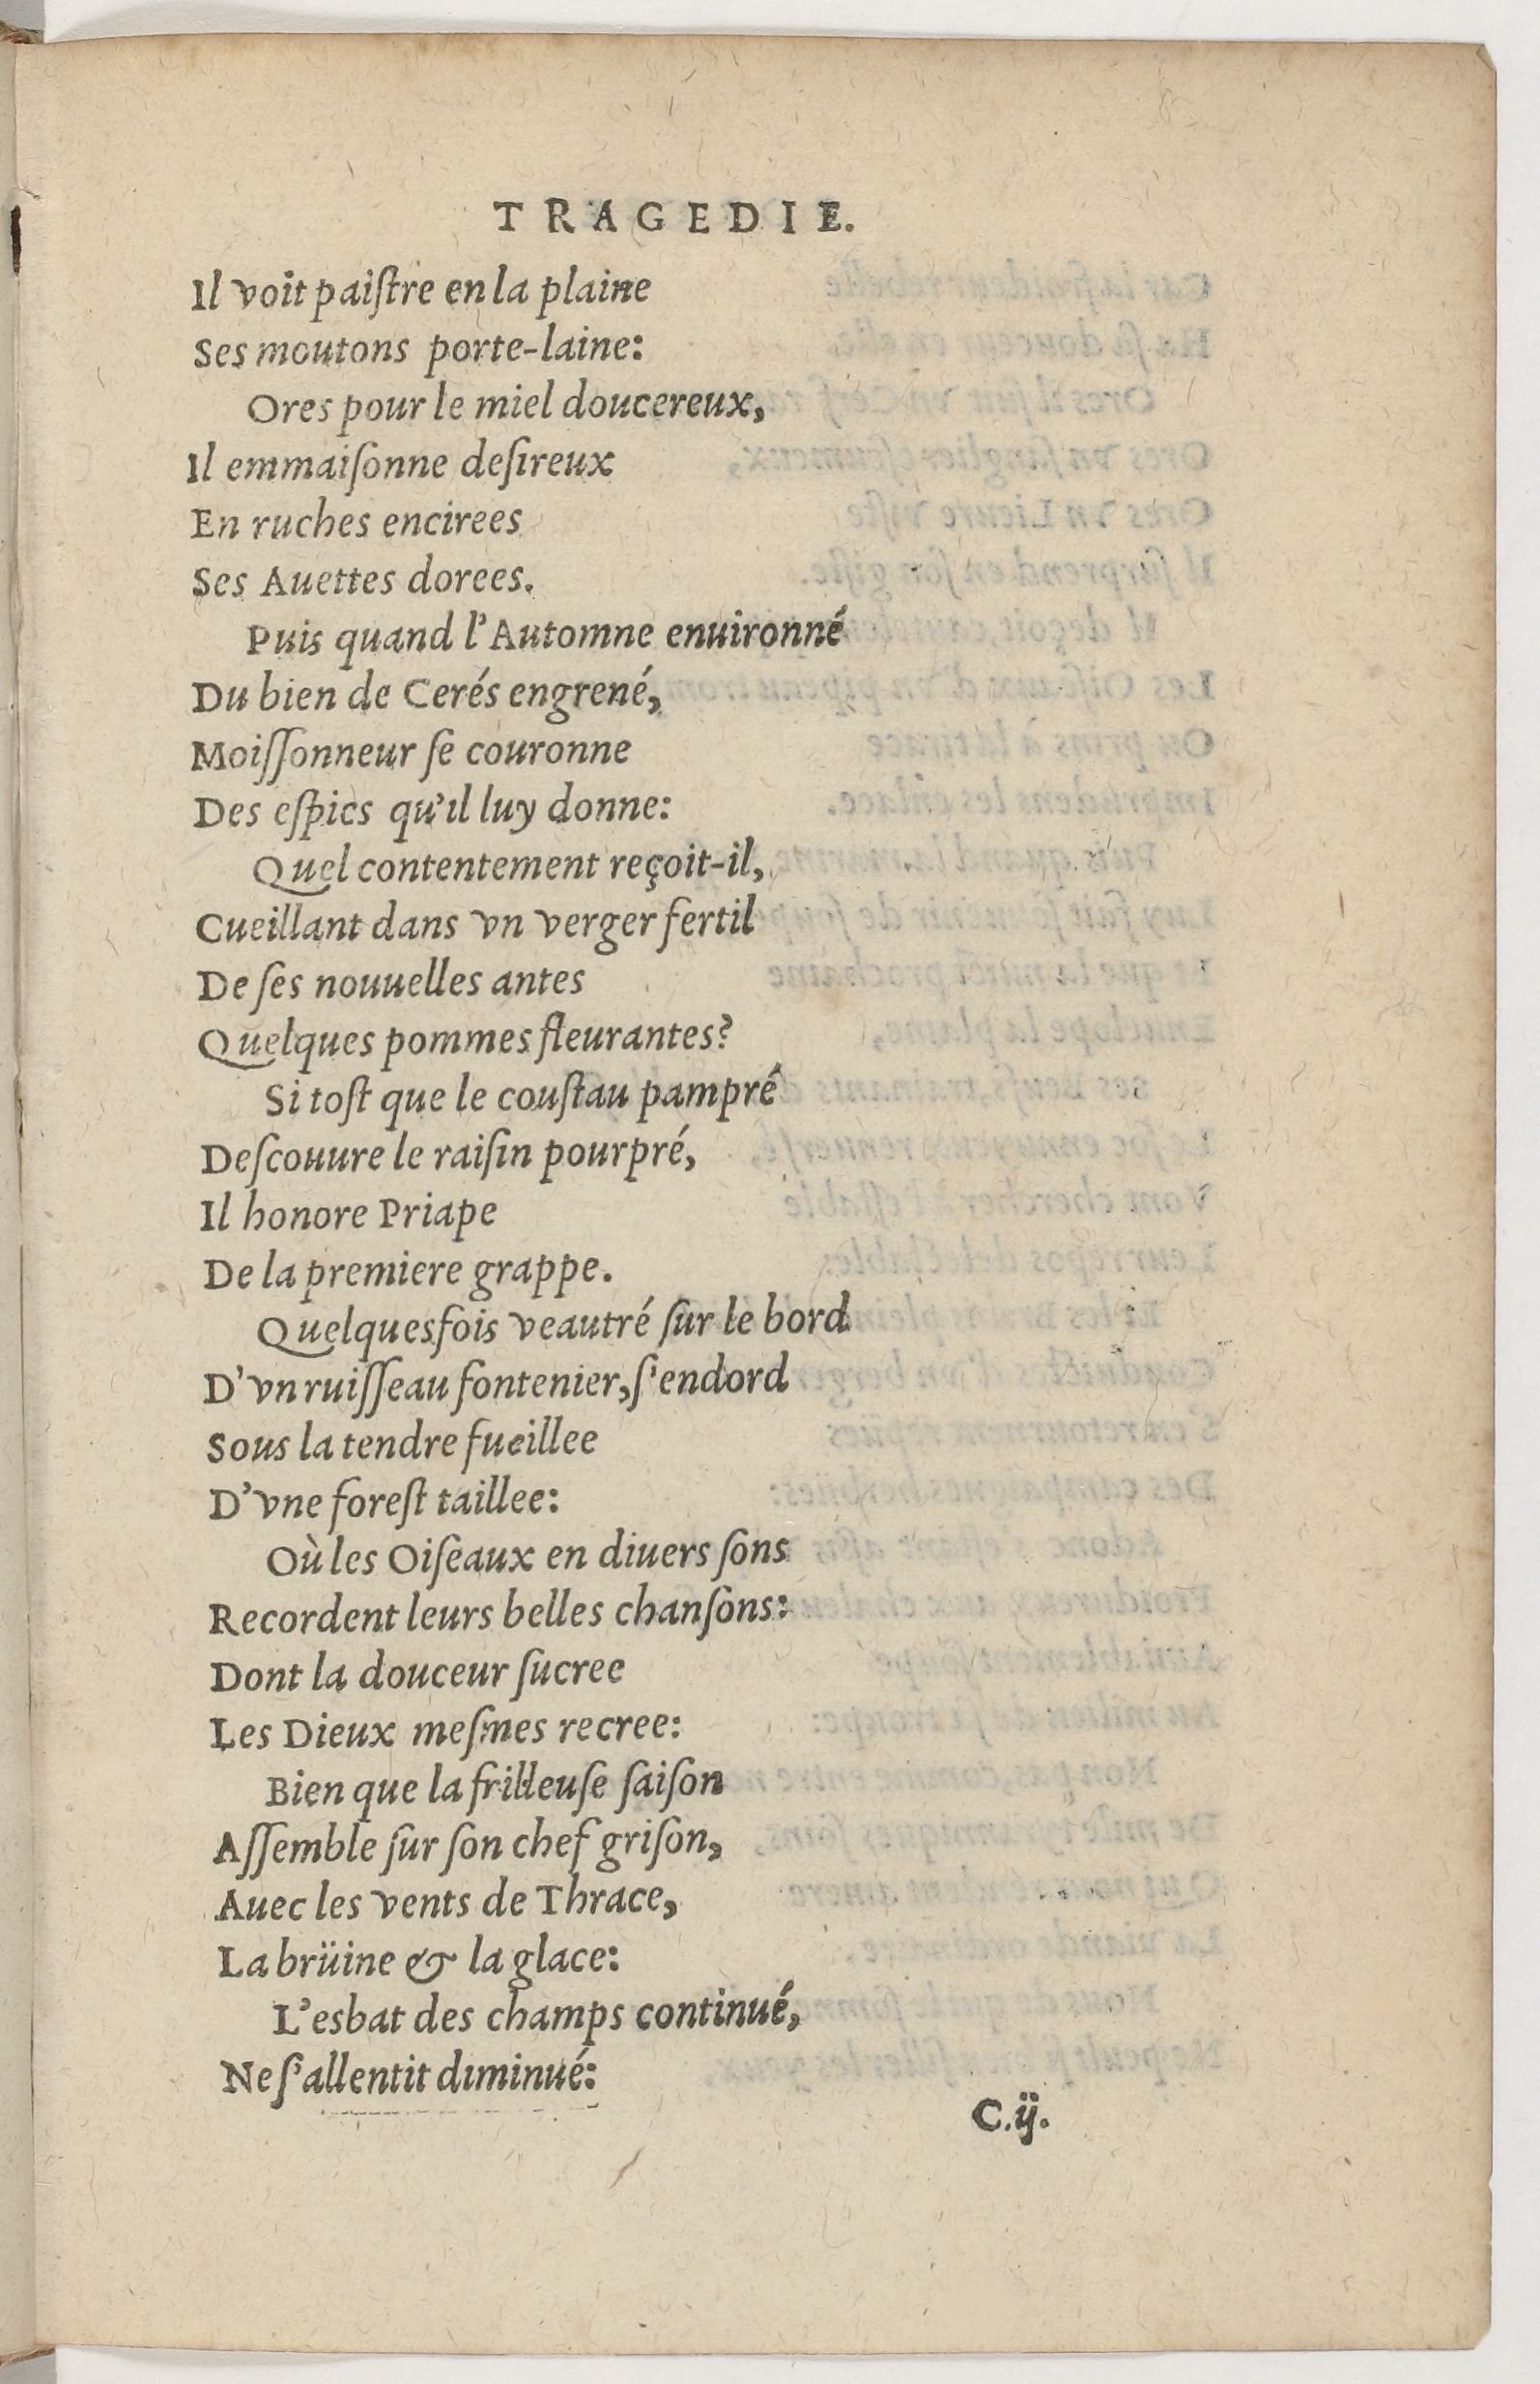 TRAGEDIE.
Il voit paiſtre en la plaine
Ses moutons porte-laine:
Ores pour le miel doucereux,
Il emmaiſonne deſireux
En ruches encirees
Ses Auettes dorees.
Puis quand l'Automne enuironné
Du bien de Cerés engrené,
Moiſſonneur ſe couronne
Des eſpics qu'il luy donne:
Quel contentement reçoit-il,
Cueillant dans vn verger fertil
De ſes nouuelles antes
Quelques pommes fleurantes?
Si toſt que le couſtau pampré
Deſcouure le raiſin pourpré,
Il honore Priape
De la premiere grappe.
Quelquesfois veautré ſur le bord
D'vn ruiſſeau fontenier, ſ'endord
Sous la tendre fueillee
D'vne foreſt taillee:
Où les Oiſeaux en diuers ſons
Recordent leurs belles chanſons:
Dont la douceur ſucree
Les Dieux meſmes recree:
Bien que la frilleuſe ſaiſon
Aſſemble ſur ſon chef griſon,
Auec les vents de Thrace,
La brüine & la glace:
L'esbat des champs continué,
Ne ſ'allentit diminué:
C.ij.